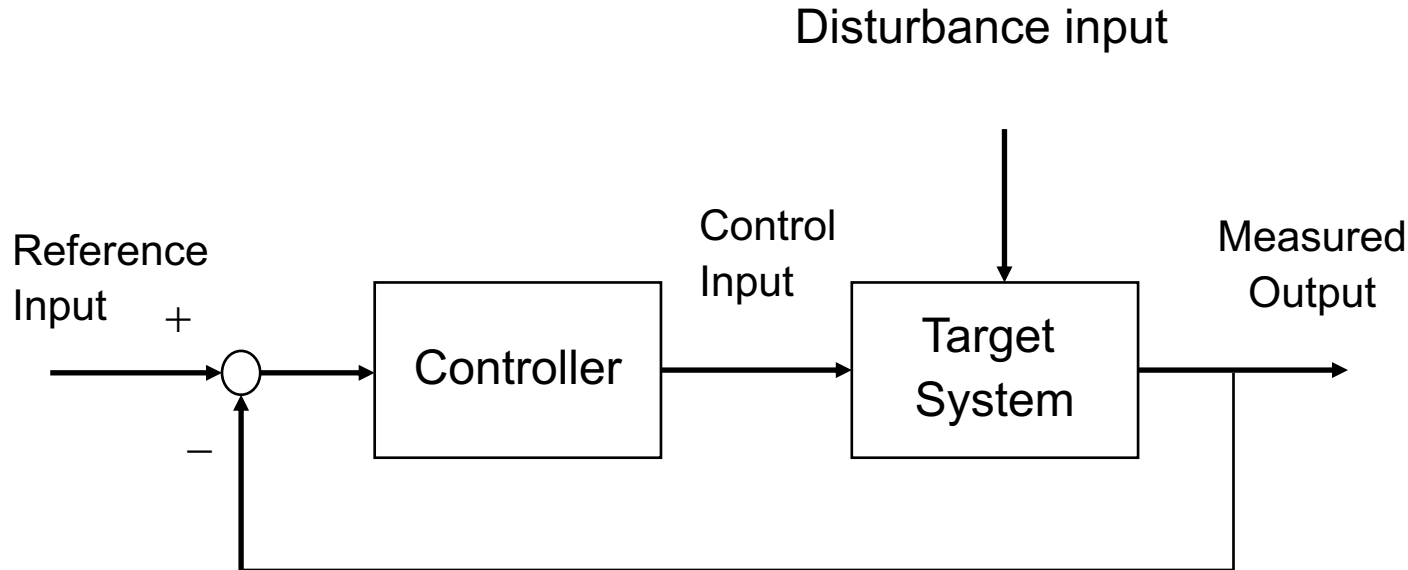 Disturbance input
Reference
Input
+
Control
Input
Measured
Output
Controller
Target
System
−